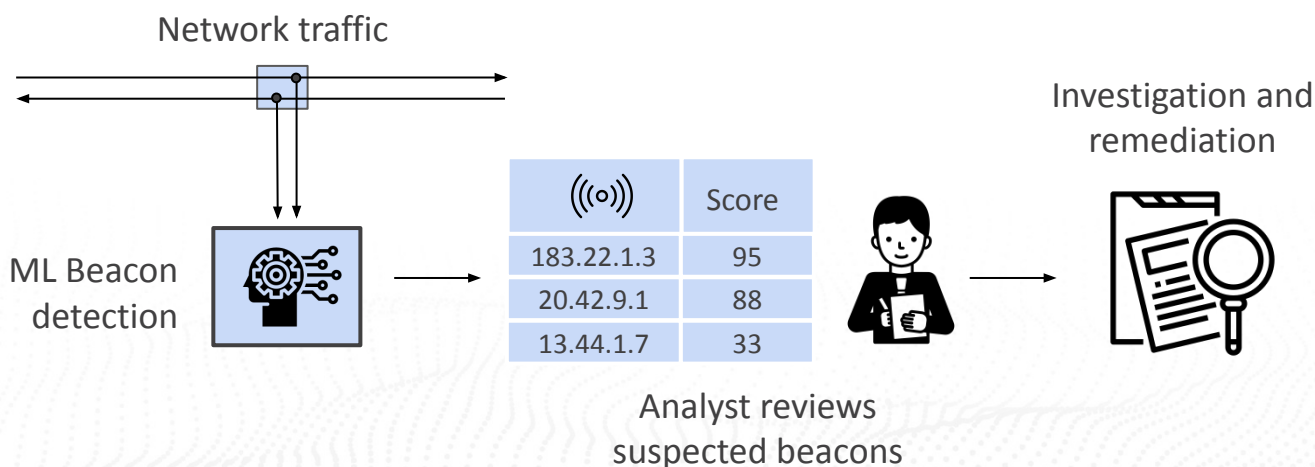 Network traffic
Investigation and
remediation
ML Beacon
detection
Score
183.22.1.3 95
20.42.9.1 88
13.44.1.7 33
Analyst reviews
suspected beacons